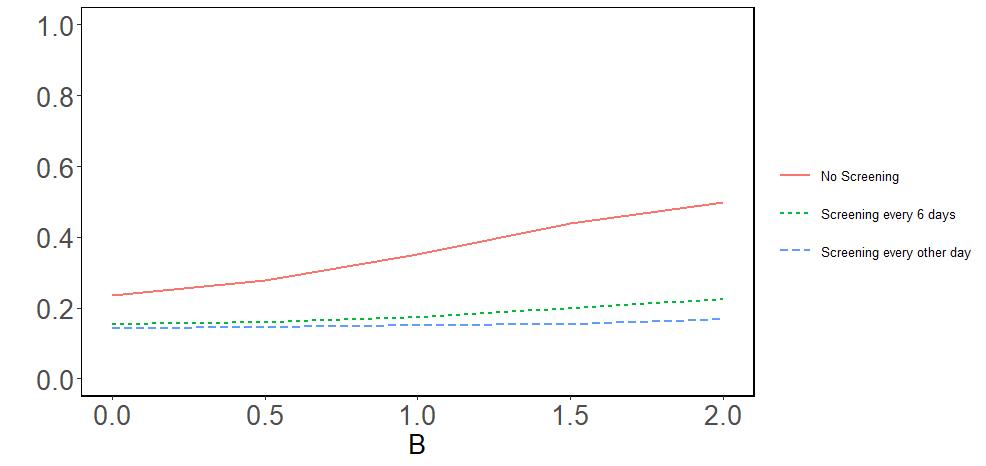 1.0
0.8
0.6
0.4
0.2
0.0
0.0 0.5 1.0 1.5 2.0
B
No Screening
Screening every 6 days
Screening every other day